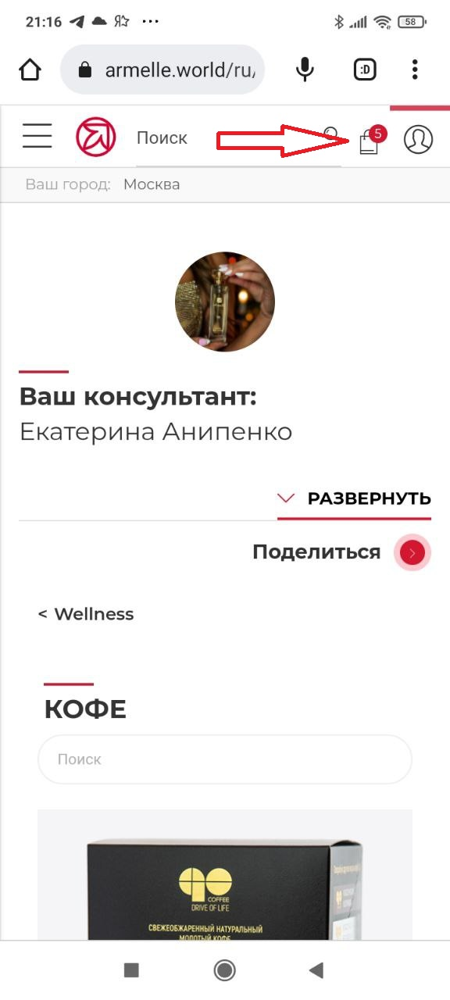 21:16
58
armelle.world/ru/
:D
Поиск
5
Ваш город: Москва
Ваш консультант:
Екатерина Анипенко
РАЗВЕРНУТЬ
Поделиться
< Wellness
КОФЕ
Поиск
COFFEE
DRIVE OF LIFE
СВЕЖЕОБЖАРЕННЫЙ НАТУРАЛЬНЫЙ
МОЛОТЫЙ КОФЕ